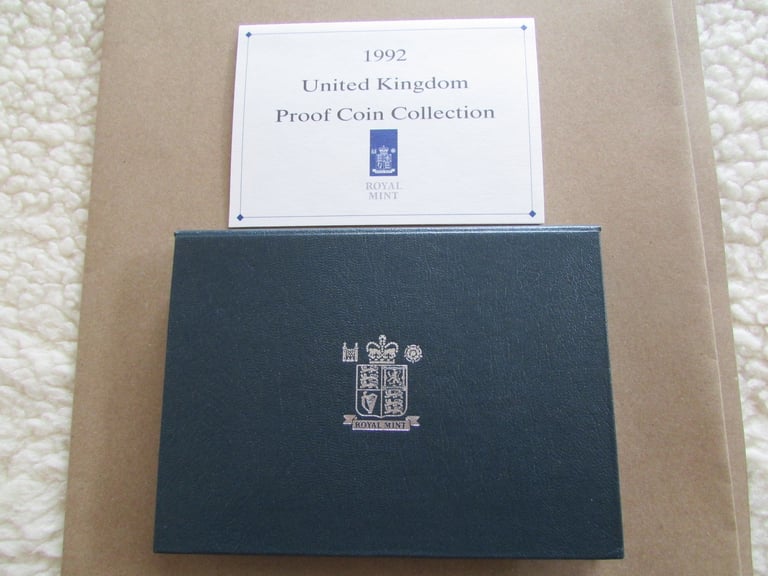 1992
United Kingdom
Proof Coin Collection
ROYAL
MINT
ROYAL MINT